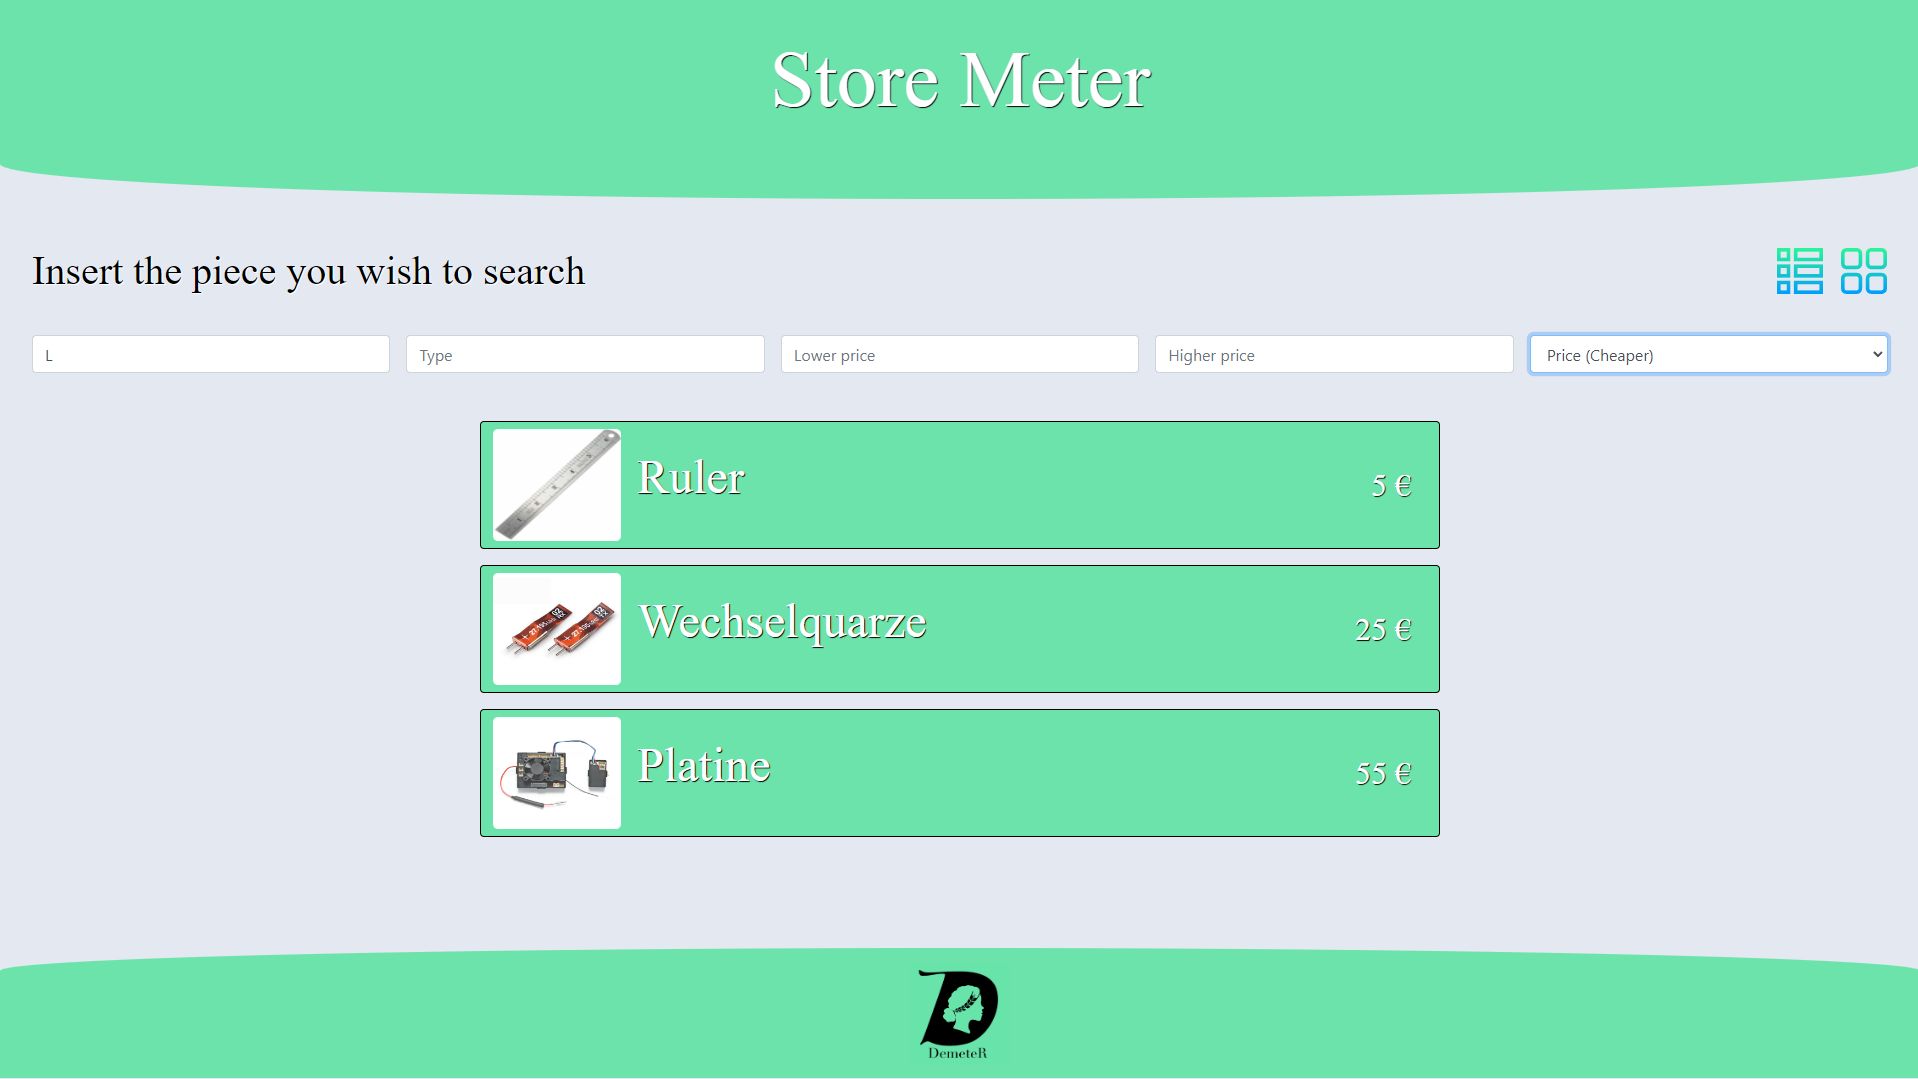 Store Meter
Insert the piece you wish to search
L
Type
Lower price
Higher price
Price (Cheaper)
Ruler
5 €
Wechselquarze
25 €
Platine
55 €
DemeteR